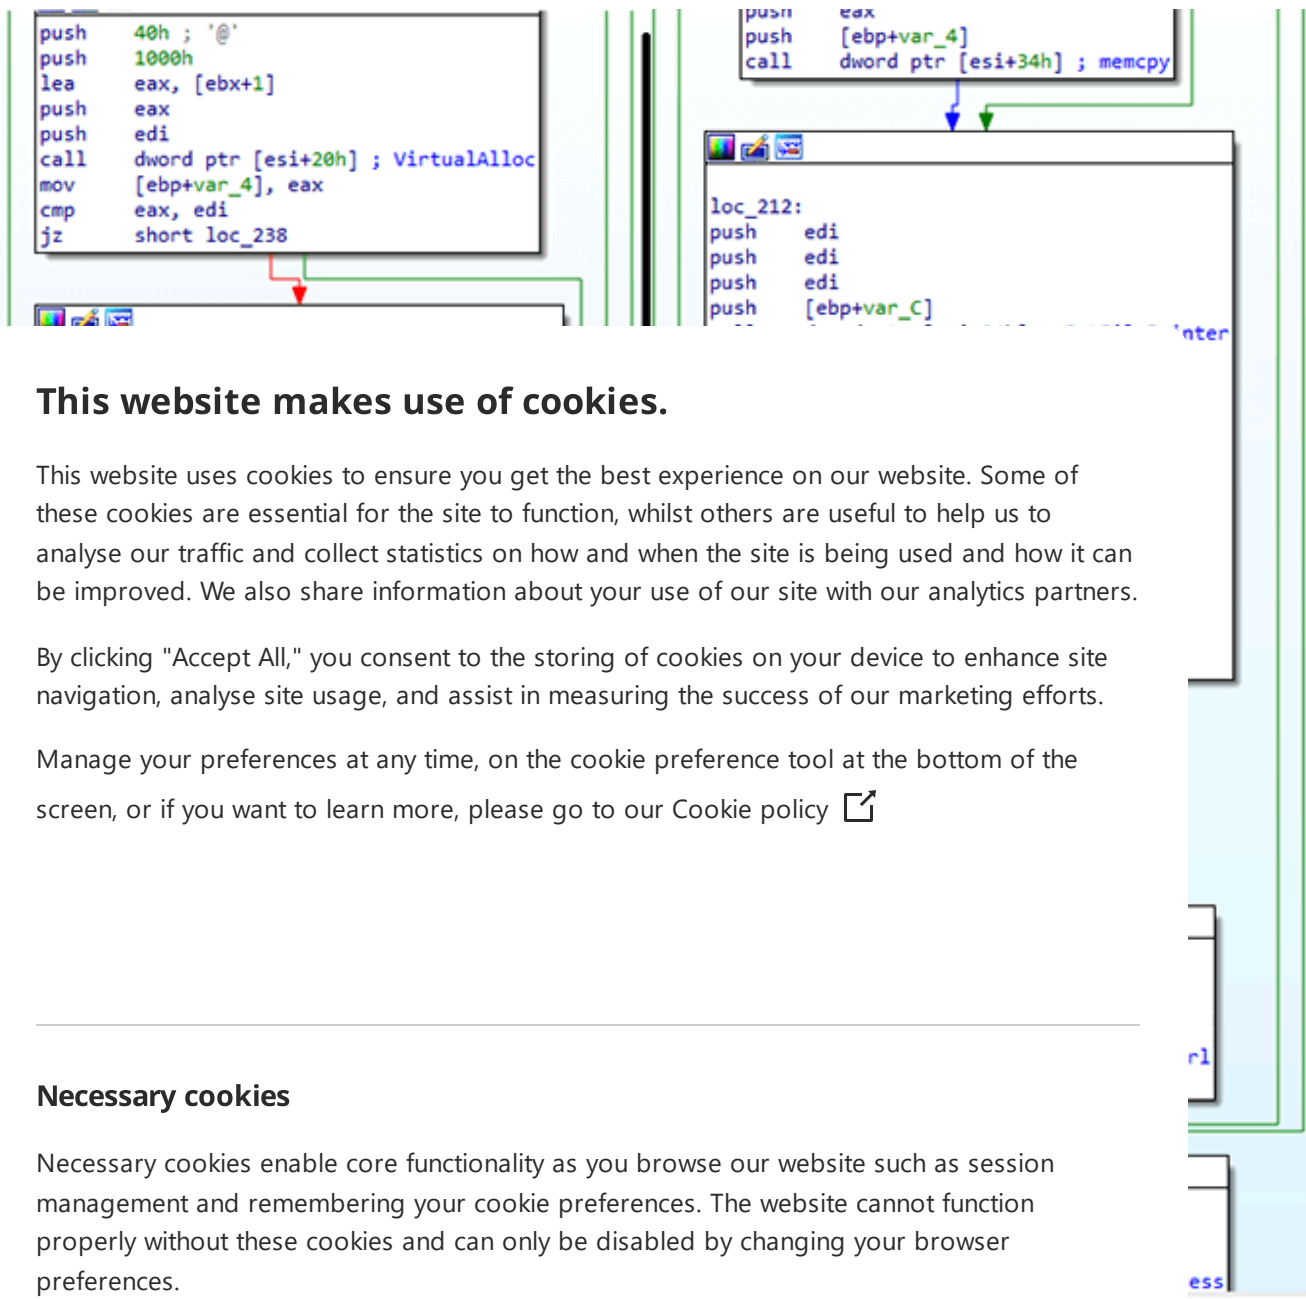 push 40h ; '@'
push 1000h
lea eax, [ebx+1]
push eax
push edi
call dword ptr [esi+20h] ; VirtualAlloc
mov [ebp+var_4], eax
cmp eax, edi
jz short loc_238
push eax
push [ebp+var_4]
call dword ptr [esi+34h] ; memcpy
loc_212:
push edi
push edi
push edi
push [ebp+var_C]
nter
This website makes use of cookies.
This website uses cookies to ensure you get the best experience on our website. Some of
these cookies are essential for the site to function, whilst others are useful to help us to
analyse our traffic and collect statistics on how and when the site is being used and how it can
be improved. We also share information about your use of our site with our analytics partners.
By clicking "Accept All," you consent to the storing of cookies on your device to enhance site
navigation, analyse site usage, and assist in measuring the success of our marketing efforts.
Manage your preferences at any time, on the cookie preference tool at the bottom of the
screen, or if you want to learn more, please go to our Cookie policy
rl
Necessary cookies
Necessary cookies enable core functionality as you browse our website such as session
management and remembering your cookie preferences. The website cannot function
properly without these cookies and can only be disabled by changing your browser
preferences.
ess